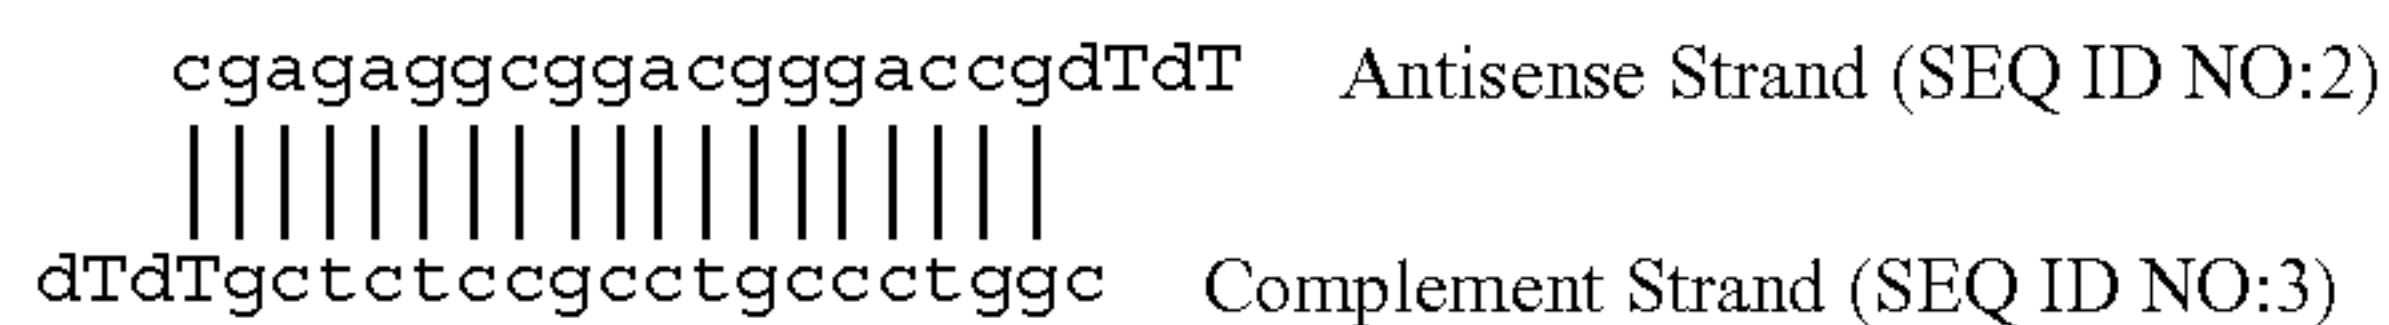 cgagaggcggacgggaccgdTdT Antisense Strand (SEQ ID NO:2)
dTdTgctctccgcctgccctggc Complement Strand (SEQ ID NO:3)